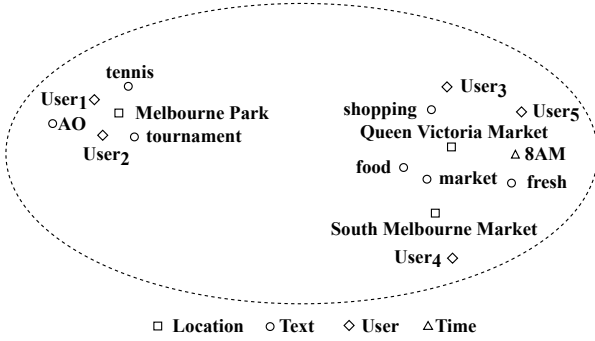 tennis
User1
Melbourne Park
AO
tournament
User2
User3
shopping
User5
Queen Victoria Market
8AM
food
market
fresh
South Melbourne Market
User4
Location Text User Time